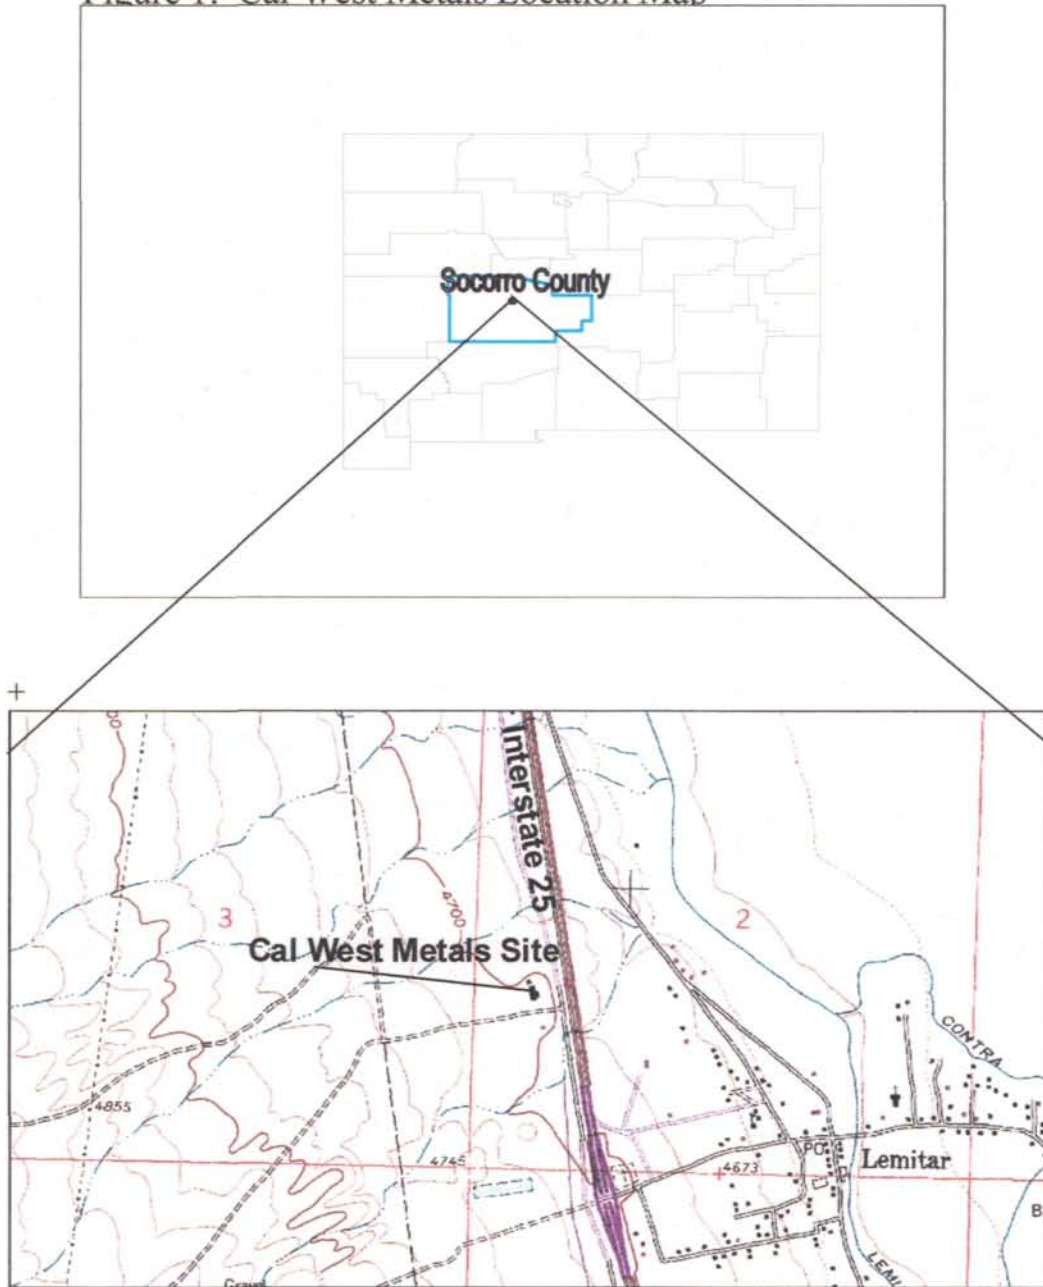 Figure 1. Cal West Metals Location Map
Socorro County
Interstate 25
4700
3
2
Cal West Metals Site
CONTRA
4855
4745
4673
PO
Lemitar